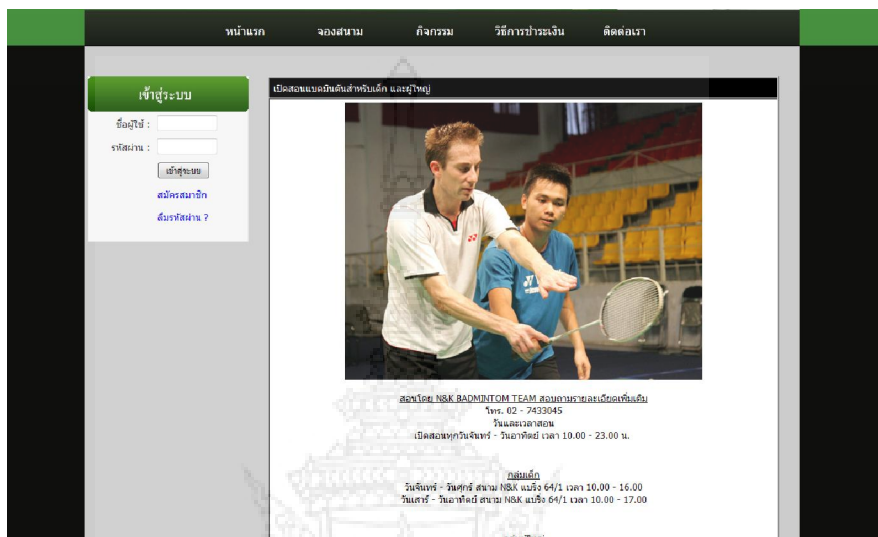 หน้าแรก จองสนาม กิจกรรม วิธีการชำระเงิน ติดต่อเรา
เข้าสู่ระบบ
ชื่อผู้ใช้ :
รหัสผ่าน :
เข้าสู่ระบบ
สมัครสมาชิก
ลืมรหัสผ่าน ?
เปิดสอนแบดมินตันสำหรับเด็ก และผู้ใหญ่
สอนโดย N&K BADMINTOM TEAM สอบถามรายละเอียดเพิ่มเติม
โทร. 02 - 7433045
วันและเวลาสอน
เปิดสอนทุกวันจันทร์ - วันอาทิตย์ เวลา 10.00 - 23.00 น.
กลุ่มเด็ก
วันจันทร์ - วันศุกร์ สนาม N&K แบริ่ง 64/1 เวลา 10.00 - 16.00
วันเสาร์ - วันอาทิตย์ สนาม N&K แบริ่ง 64/1 เวลา 10.00 - 17.00